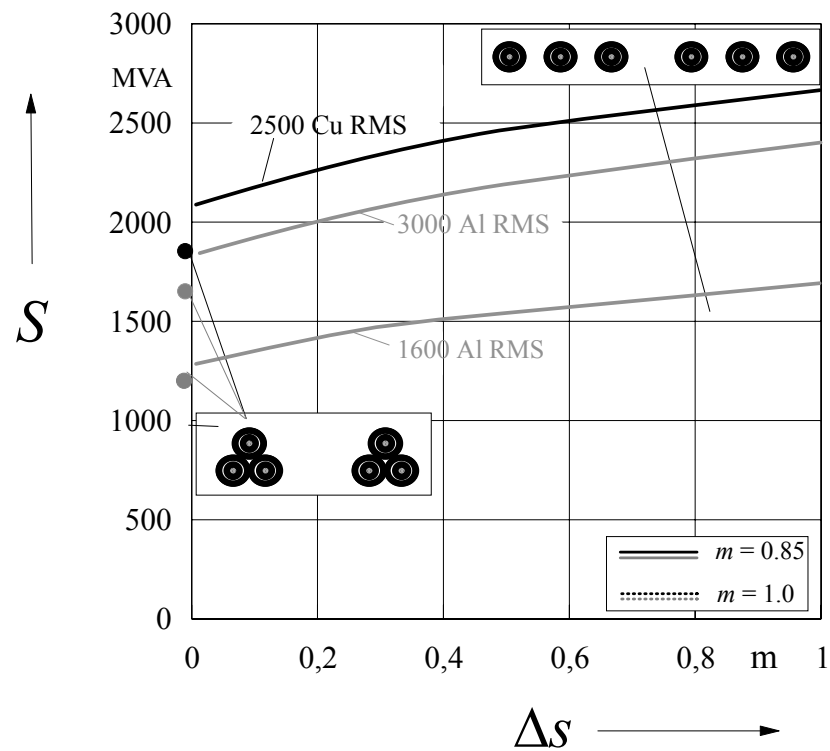 3000
MVA
2500
2000
1500
1000
500
0
S
2500 Cu RMS
3000 Al RMS
1600 Al RMS
m = 0.85
m = 1.0
0 0,2 0,4 0,6 0,8 m 1
Δs